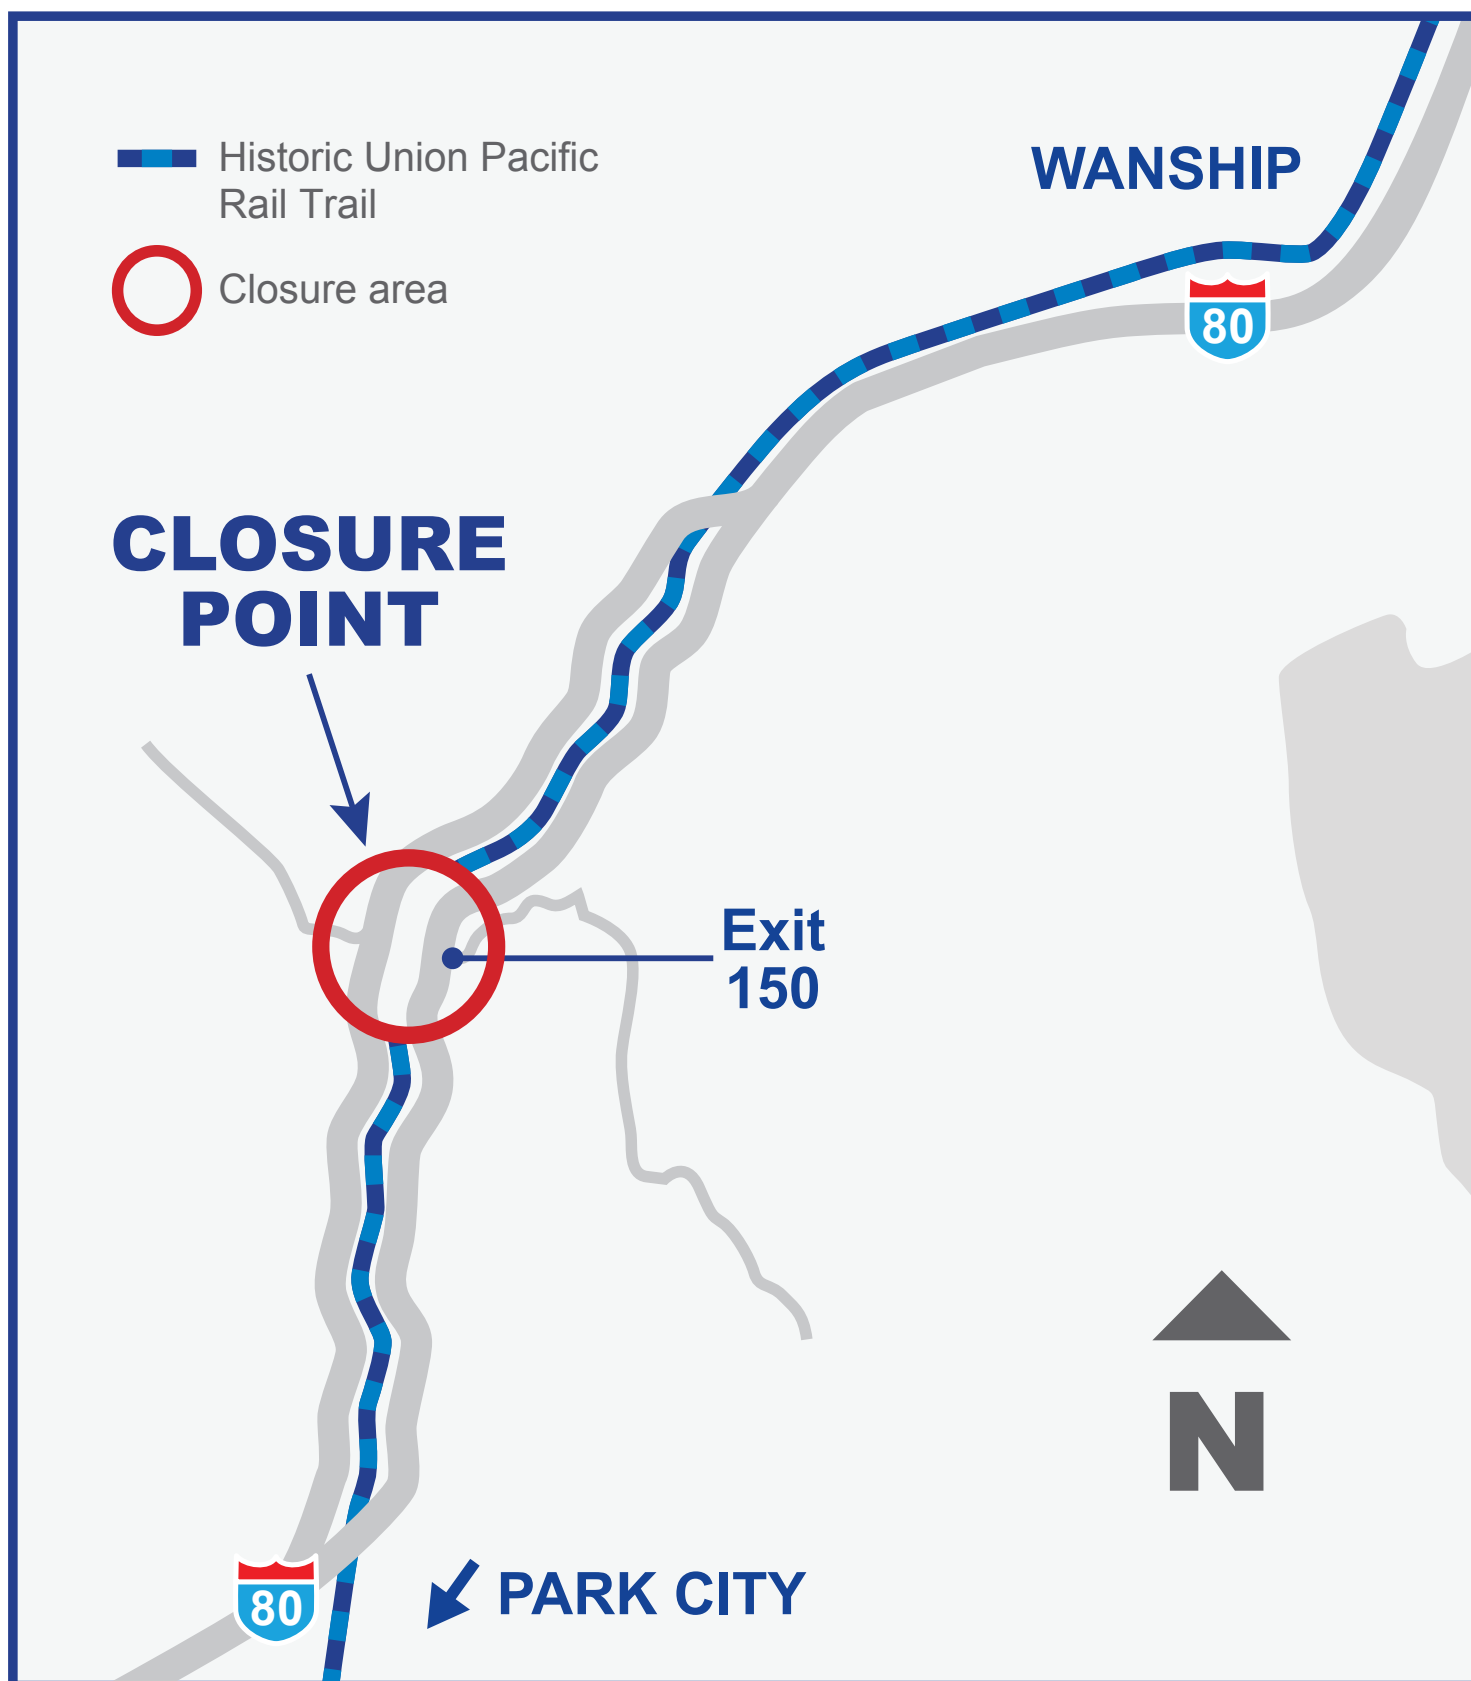 Historic Union Pacific
Rail Trail
Closure area
WANSHIP
80
CLOSURE
POINT
Exit
150
N
80
PARK CITY